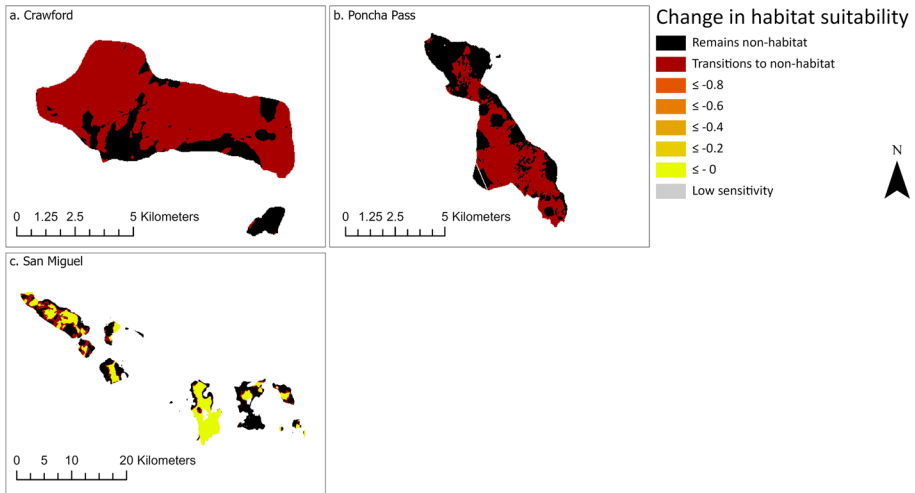 a. Crawford
0 1.25 2.5 5 Kilometers
b. Poncha Pass
0 1.25 2.5 5 Kilometers
Change in habitat suitability
Remains non-habitat
Transitions to non-habitat
≤ -0.8
≤ -0.6
≤ -0.4
≤ -0.2
≤ - 0
Low sensitivity
N
c. San Miguel
0 5 10 20 Kilometers